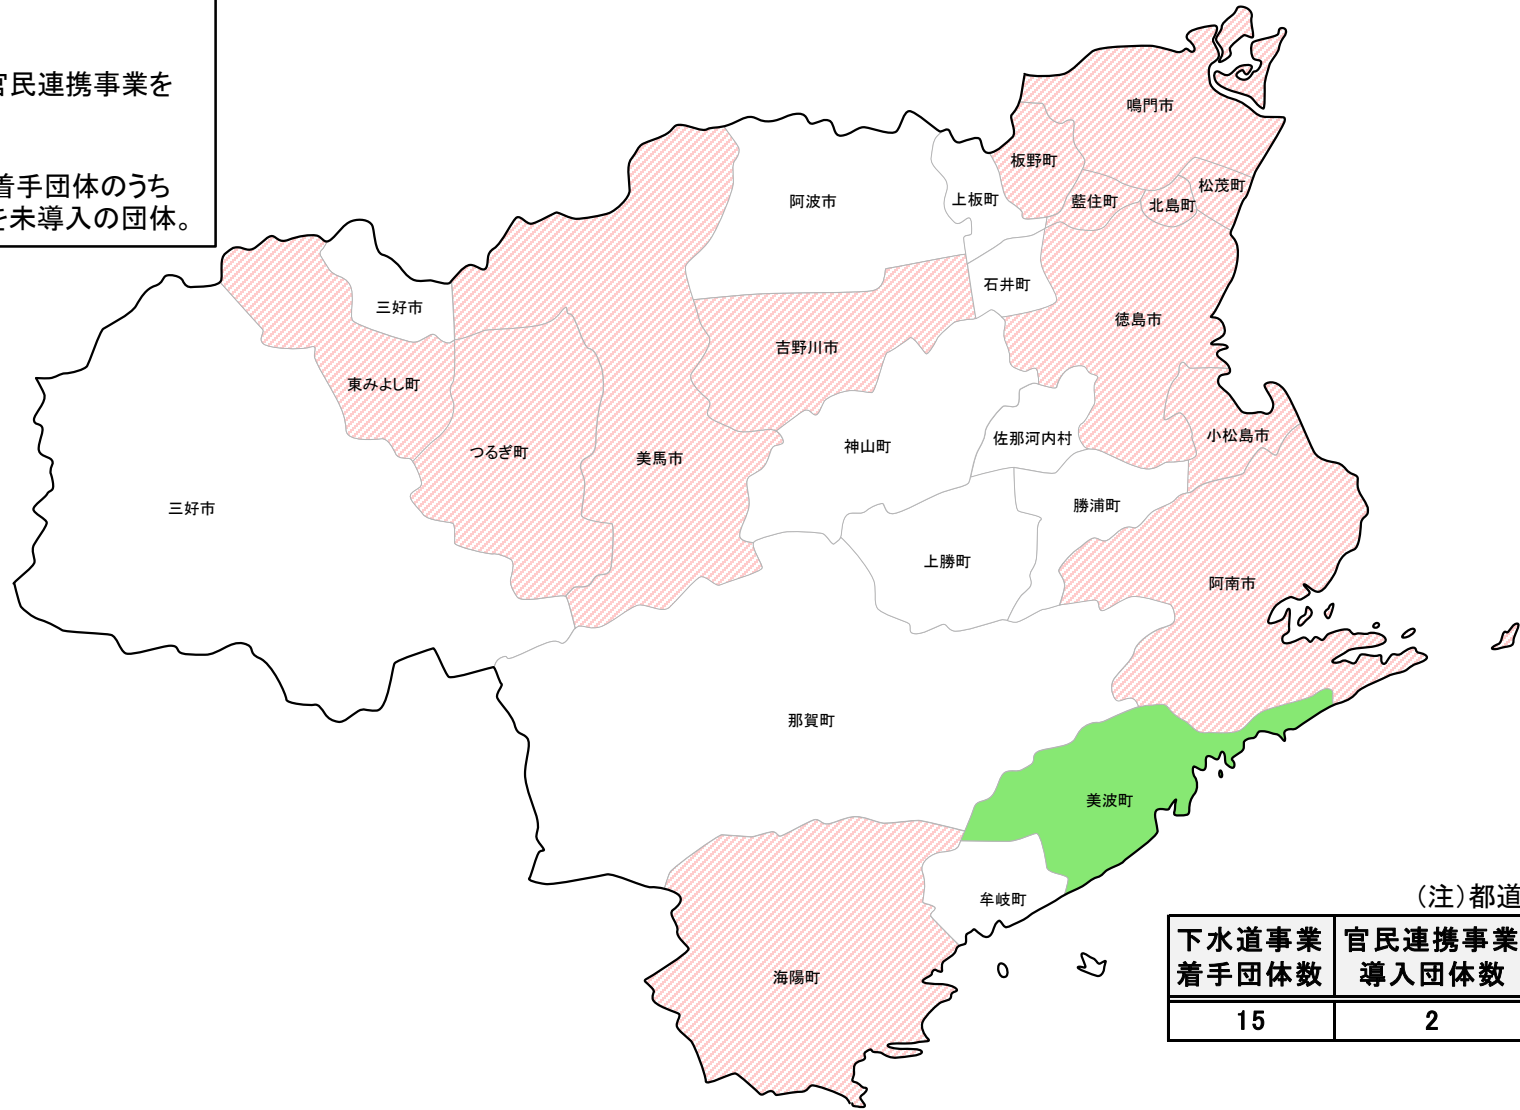 官民連携事業を
着手団体のうち
を未導入の団体。
鳴門市
板野町
松茂町
藍住町
北島町
上板町
阿波市
石井町
三好市
徳島市
吉野川市
東みよし町
小松島市
佐那河内村
神山町
つるぎ町
美馬市
三好市
勝浦町
上勝町
阿南市
那賀町
美波町
牟岐町
海陽町
（注）都道
下水道事業 官民連携事業
着手団体数 導入団体数
15 2